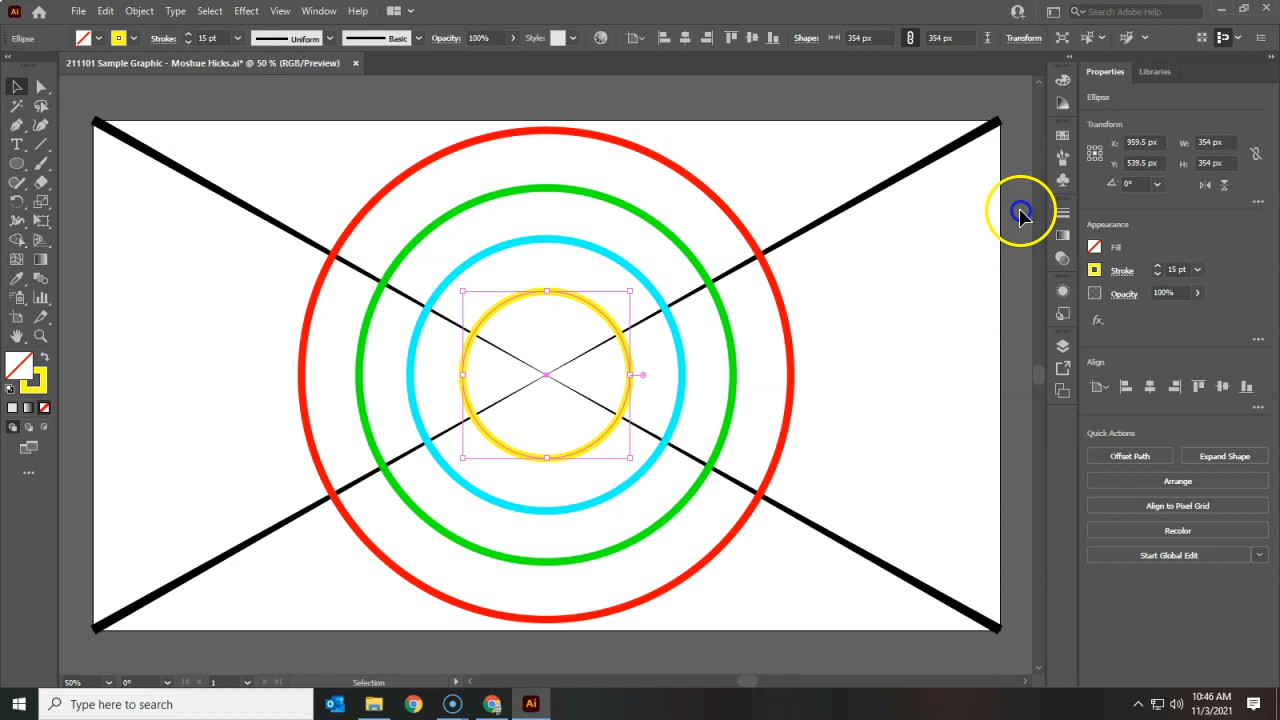 Ai File Edit Object Type Select Effect View Window Help Search Adobe Help
Ellipse Stroke: 15 pt Uniform Basic Opacity: 100% Style: Shape: 354 px 354 px Transform
211101 Sample Graphic - Moshue Hicks.ai* @ 50 % (RGB/Preview)
Properties Libraries
Ellipse
Transform
X: 959.5 px W: 354 px
Y: 539.5 px H: 354 px
0°
Appearance
Fill
Stroke 15 pt
Opacity 100%
fx.
Align
Quick Actions
Offset Path Expand Shape
Arrange
Align to Pixel Grid
Recolor
Start Global Edit
50% 0° 1 Selection
Type here to search Ai 10:46 AM
11/3/2021